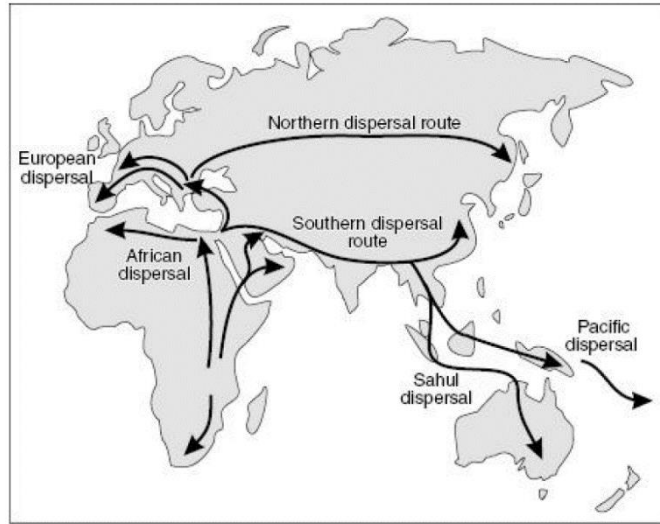 Northern dispersal route
European
dispersal
Southern dispersal
route
African
dispersal
Pacific
dispersal
Sahul
dispersal